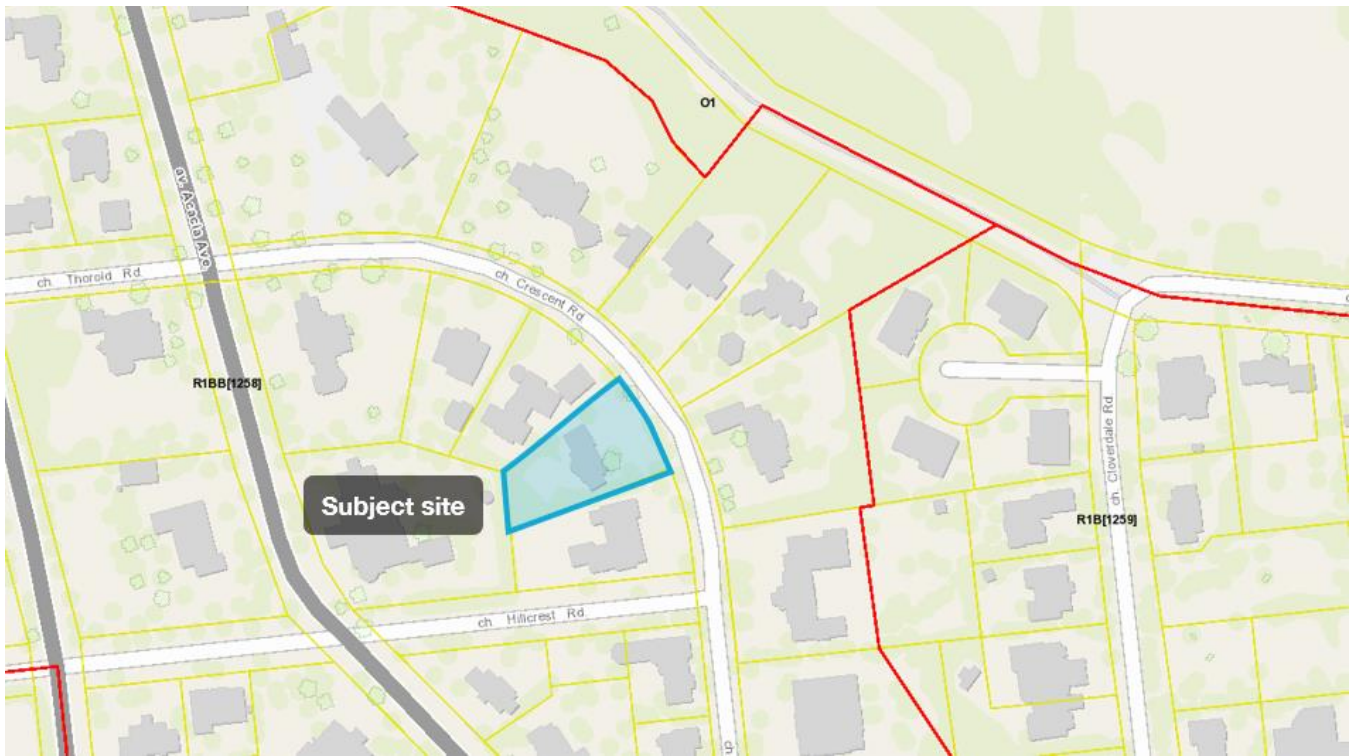 O1
av. Acacia Ave.
ch. Thorold Rd.
ch. Crescent Rd.
R1BB[1258]
ch. Cloverdale Rd.
Subject site
R1B[1259]
ch. Hillcrest Rd.